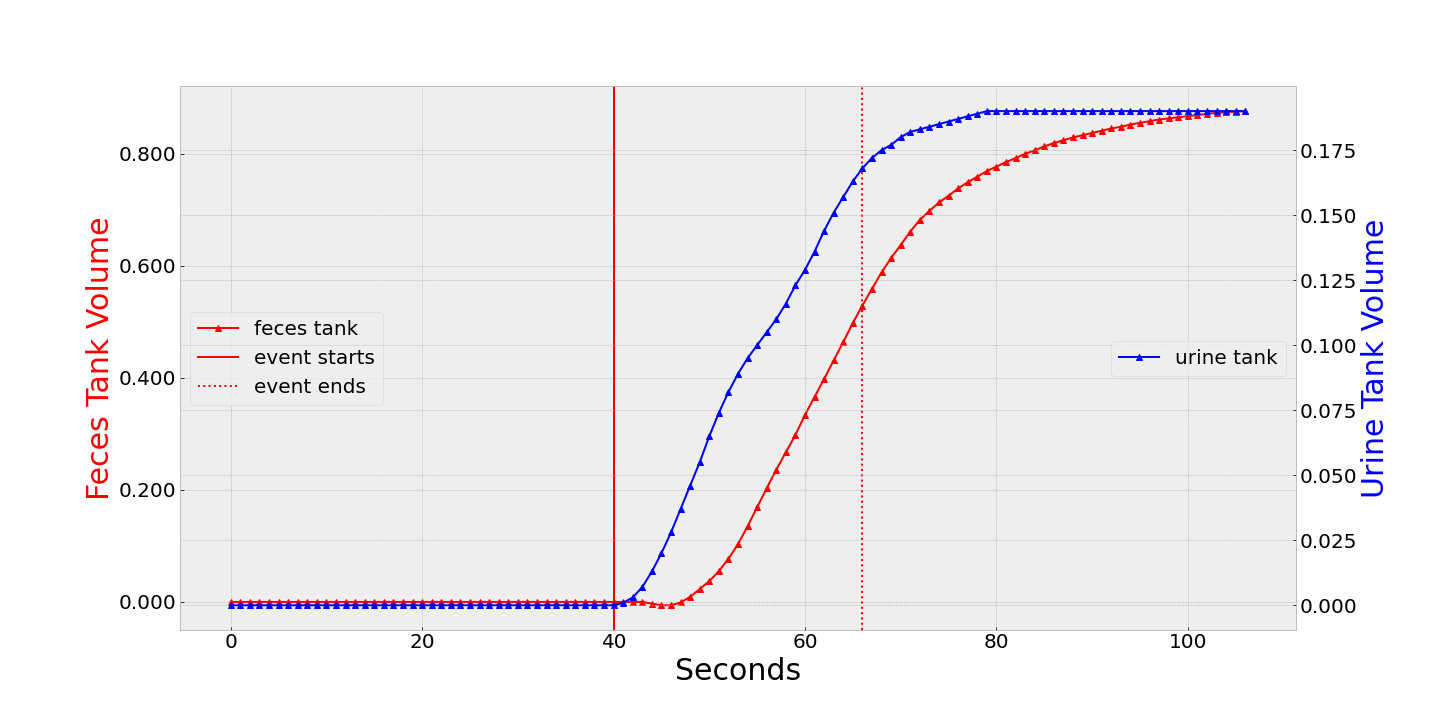 Feces Tank Volume
0.800
0.600
0.400
0.200
0.000
feces tank
event starts
event ends
urine tank
0.175
0.150
0.125
0.100
0.075
0.050
0.025
0.000
Urine Tank Volume
0 20 40 60 80 100
Seconds